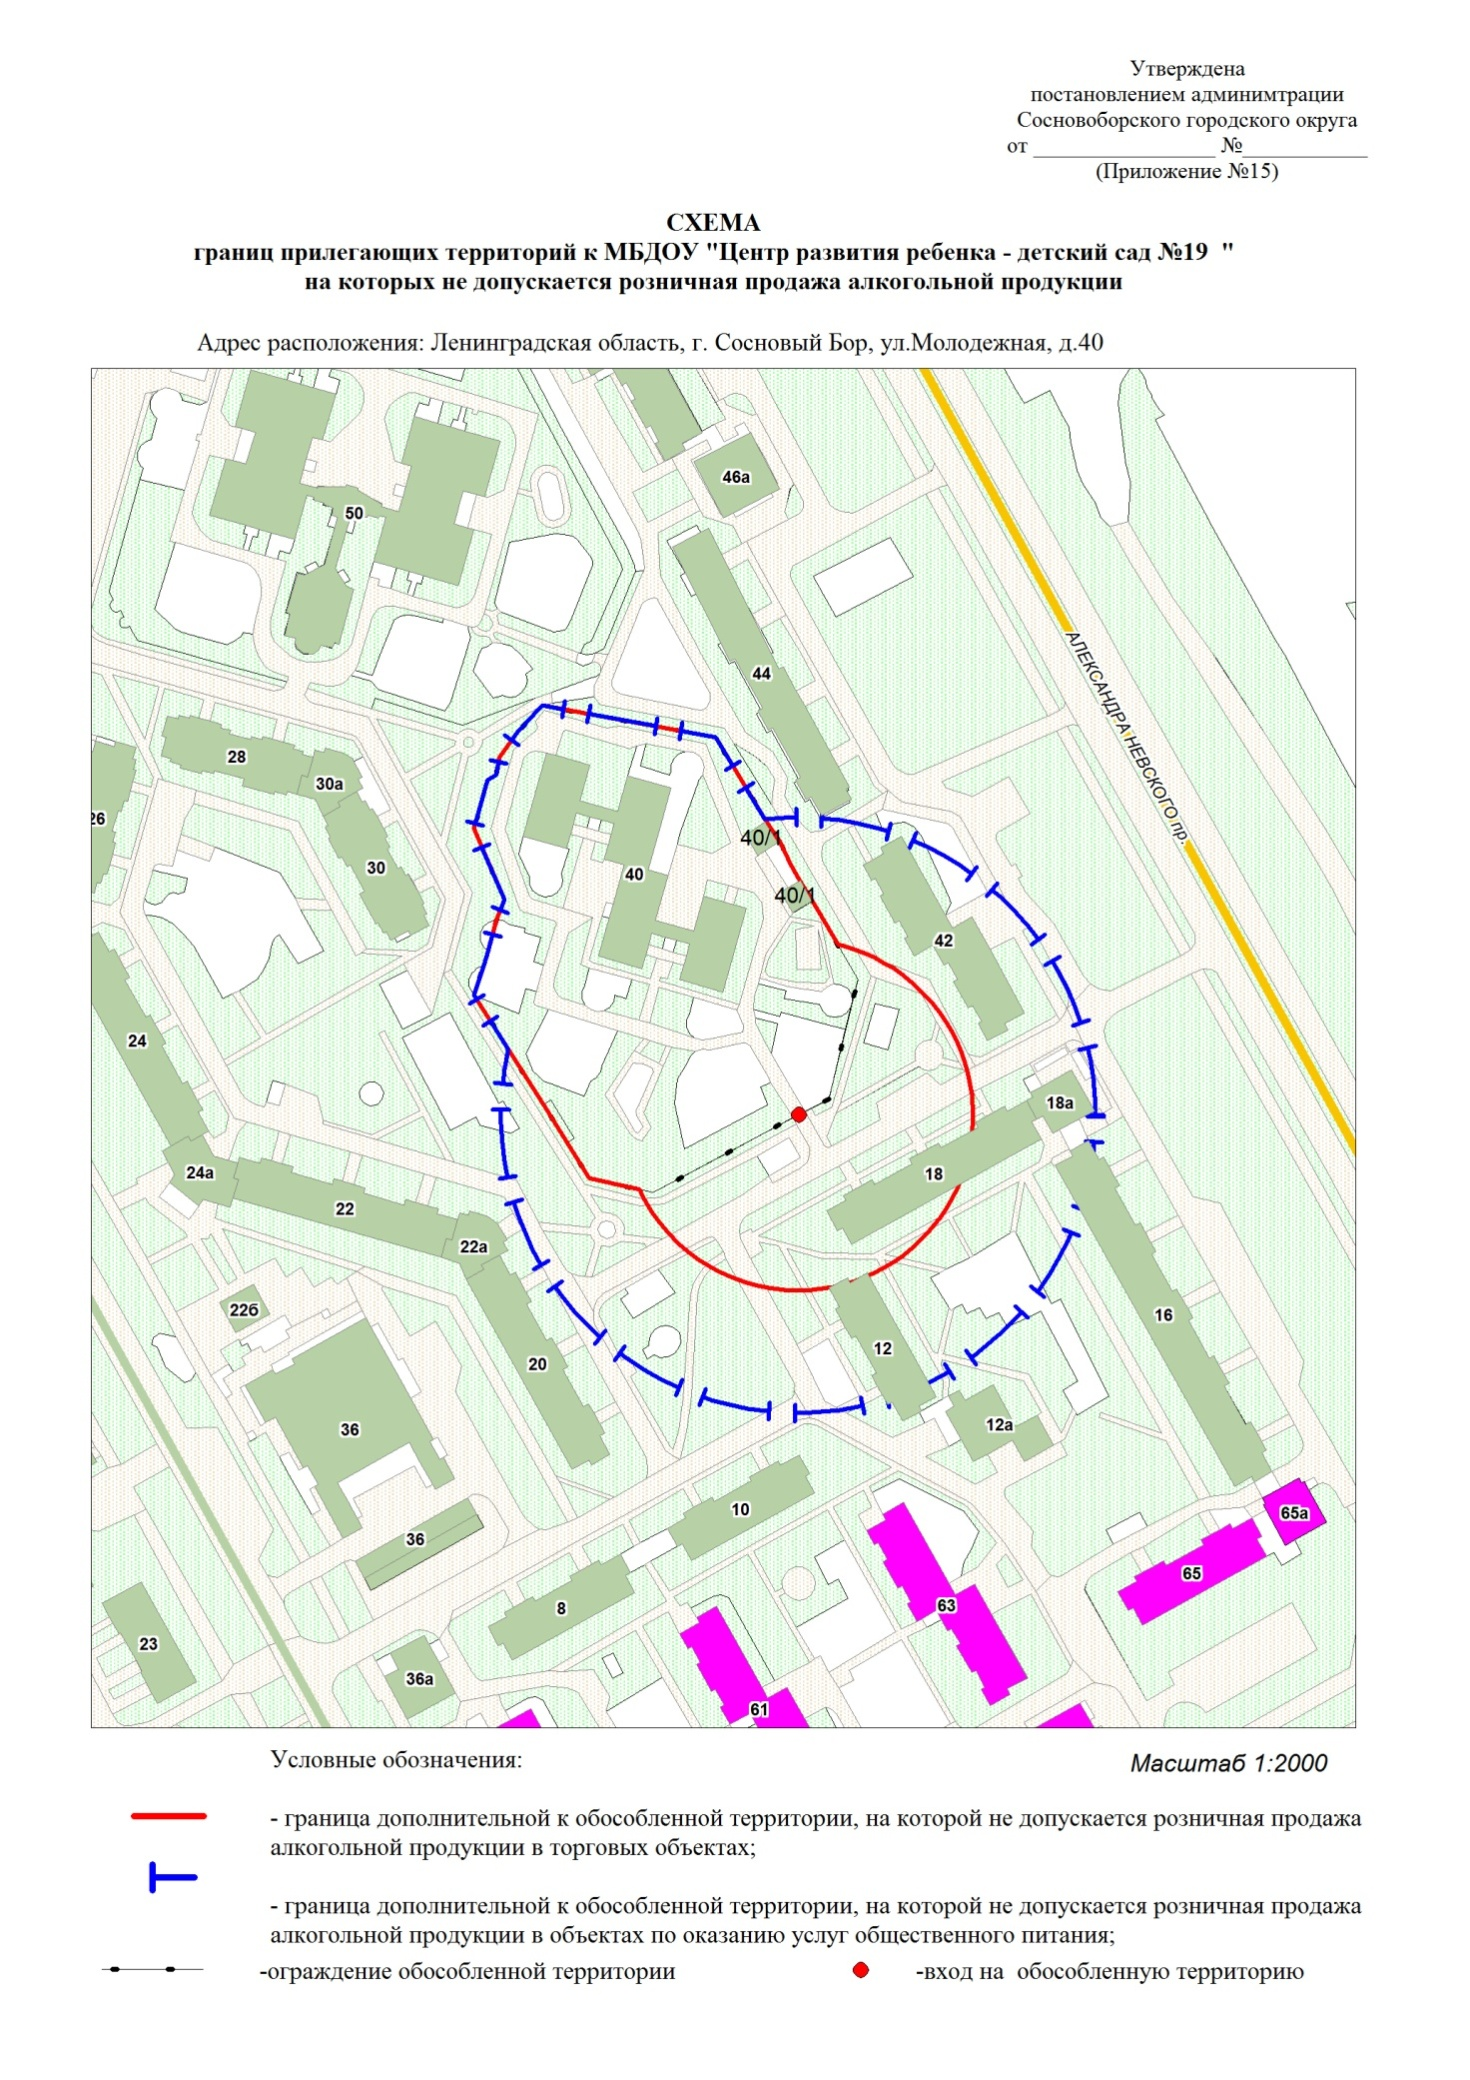 Утверждена
постановлением админимтрации
Сосновоборского городского округа
от _________________ №____________
(Приложение №15)
СХЕМА
границ прилегающих территорий к МБДОУ "Центр развития ребенка - детский сад №19 "
на которых не допускается розничная продажа алкогольной продукции
Адрес расположения: Ленинградская область, г. Сосновый Бор, ул.Молодежная, д.40
46а
50
44
АЛЕКСАНДРА НЕВСКОГО пр.
28
30а
26
40/1
30
40
40/1
42
24
18а
24а
18
22
22а
22б
16
12
20
12а
36
10
65а
36
65
8
63
23
36а
61
Условные обозначения:
Масштаб 1:2000
- граница дополнительной к обособленной территории, на которой не допускается розничная продажа
алкогольной продукции в торговых объектах;
- граница дополнительной к обособленной территории, на которой не допускается розничная продажа
алкогольной продукции в объектах по оказанию услуг общественного питания;
-ограждение обособленной территории
-вход на обособленную территорию